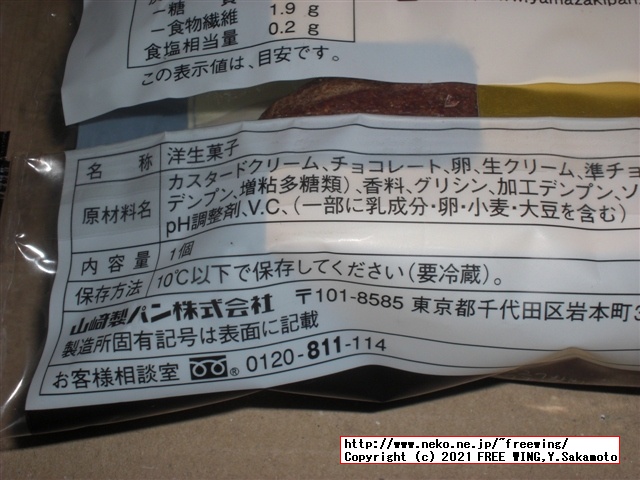 －糖　質　1.9 g
－食物繊維　0.2 g
食塩相当量
この表示値は、目安です。
yamazakipan.
名　称　洋生菓子
原材料名　カスタードクリーム、チョコレート、卵、生クリーム、準チョ
デンプン、増粘多糖類）、香料、グリシン、加工デンプン、ソ
pH調整剤、V.C.、（一部に乳成分・卵・小麦・大豆を含む）
内容量　1個
保存方法　10℃以下で保存してください（要冷蔵）。
山崎製パン株式会社　〒101-8585 東京都千代田区岩本町3
製造所固有記号は表面に記載
お客様相談室　® 0120-811-114
http://www.neko.ne.jp/~freewing/
Copyright (c) 2021 FREE WING,Y.Sakamoto